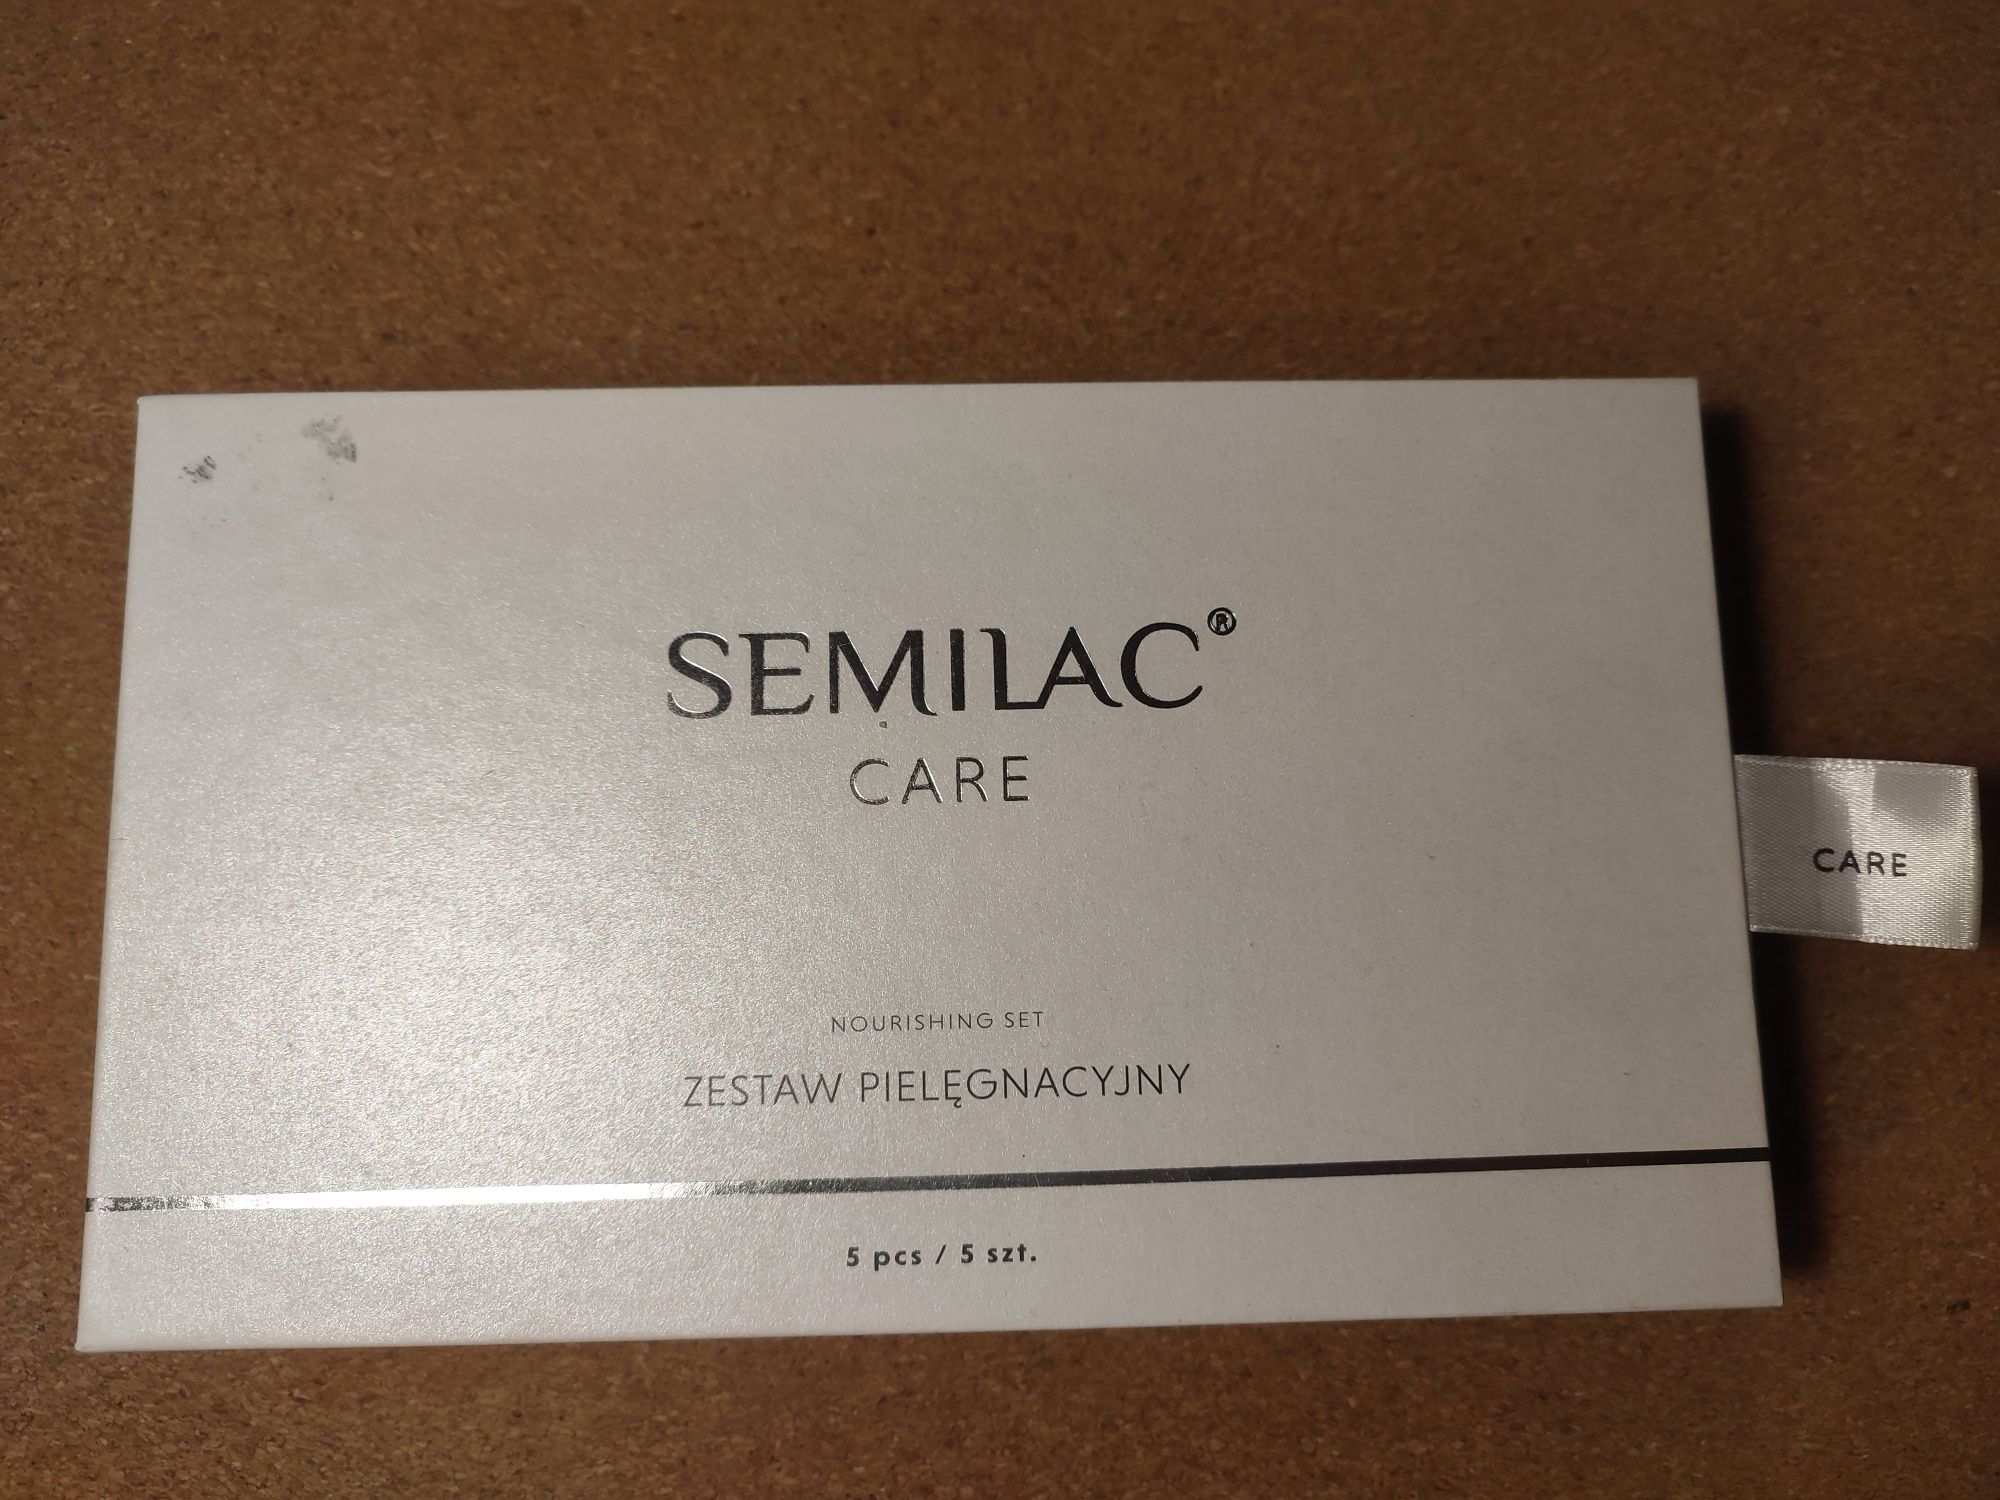 SEMILAC®
CARE
CARE
NOURISHING SET
ZESTAW PIELĘGNACYJNY
5 pcs / 5 szt.